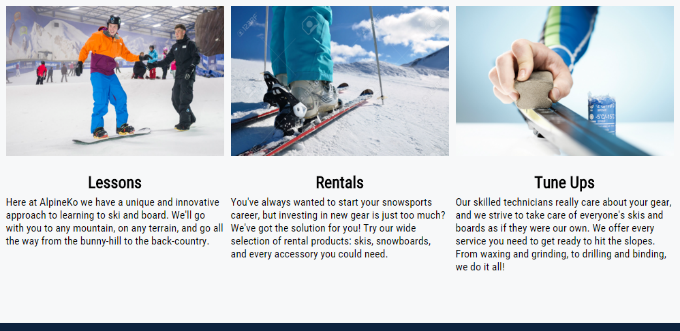 Lessons
Here at AlpineKo we have a unique and innovative
approach to learning to ski and board. We'll go
with you to any mountain, on any terrain, and go all
the way from the bunny-hill to the back-country.
Rentals
You've always wanted to start your snowsports
career, but investing in new gear is just too much?
We've got the solution for you! Try our wide
selection of rental products: skis, snowboards,
and every accessory you could need.
Tune Ups
Our skilled technicians really care about your gear,
and we strive to take care of everyone's skis and
boards as if they were our own. We offer every
service you need to get ready to hit the slopes.
From waxing and grinding, to drilling and binding,
we do it all!